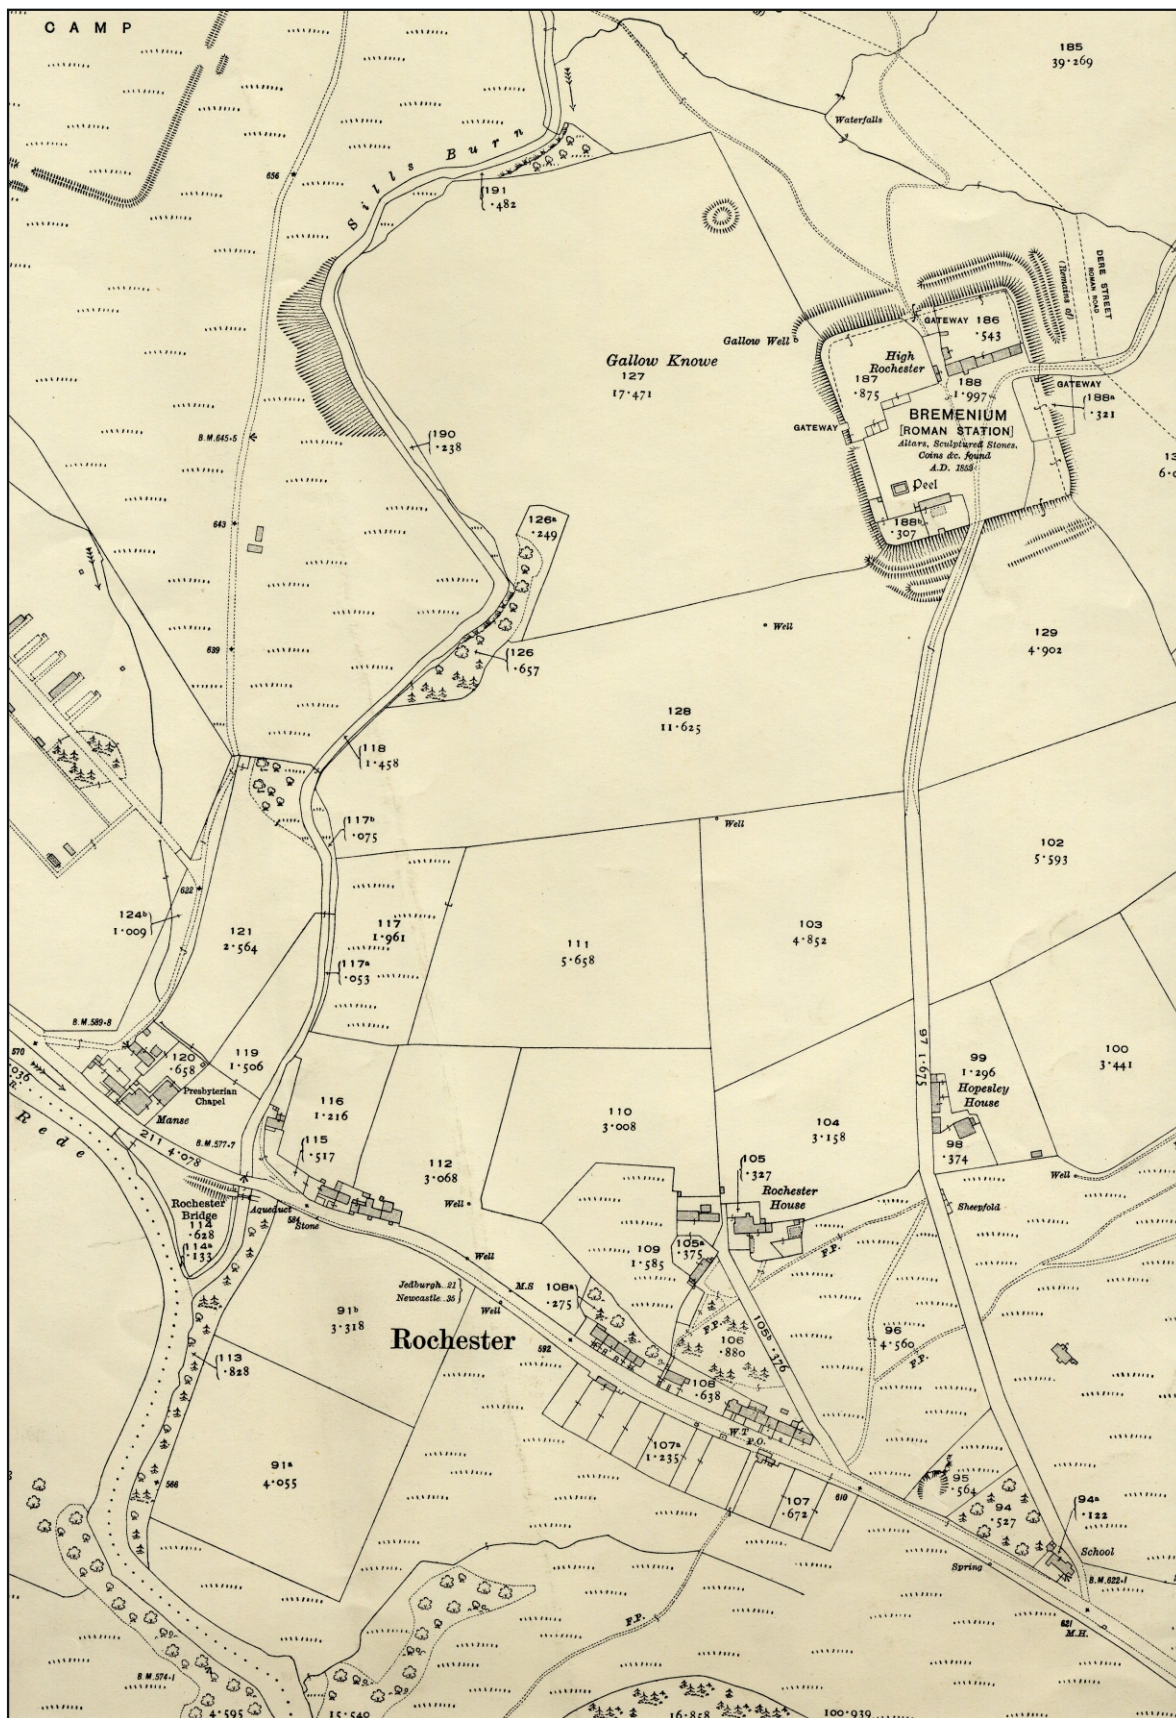 CAMP
185
39·269
Waterfalls
Sills Burn
656
191
·482
DERE STREET
ROMAN ROAD
(Remains of)
GATEWAY
186
·543
Gallow Well
High
Rochester
Gallow Knowe
127
17·471
187
·875
188
1·997
GATEWAY
188a
·321
BREMENIUM
[ROMAN STATION]
Altars, Sculptured Stones,
Coins &c. found
GATEWAY
Peel
188b
·307
B.M.645·5
190
·238
643
126a
·249
Well
129
4·902
639
126
·657
128
11·625
118
1·458
117b
·075
Well
102
5·593
622
124b
1·009
121
2·564
117
1·961
117a
·053
111
5·658
103
4·852
B.M.589·8
570
·036
120
·658
119
1·506
Presbyterian
Chapel
Manse
Rede
211
4·078
B.M.577·7
116
1·216
115
·517
112
3·068
110
3·008
104
3·158
97 1·675
99
1·296
Hopesley
House
100
3·441
98
·374
Well
105
·327
Rochester
House
Well
Sheepfold
Rochester
Bridge
114
·628
114a
·133
Aqueduct
584
Stone
109
1·585
105a
·375
F.P.
Well
M.S
Jedburgh..21
Newcastle..35
Well
108a
·275
91b
3·318
Rochester
592
F.P.
106
·880
105b ·376
96
4·560
F.P.
113
·828
108
·638
W.T
P.O.
107a
1·235
91a
4·055
566
107
·672
610
95
·564
94
·527
94a
·122
School
Spring
B.M.622·1
F.P.
621
M.H.
B.M.574·1
4·595
15·540
16·858
100·939